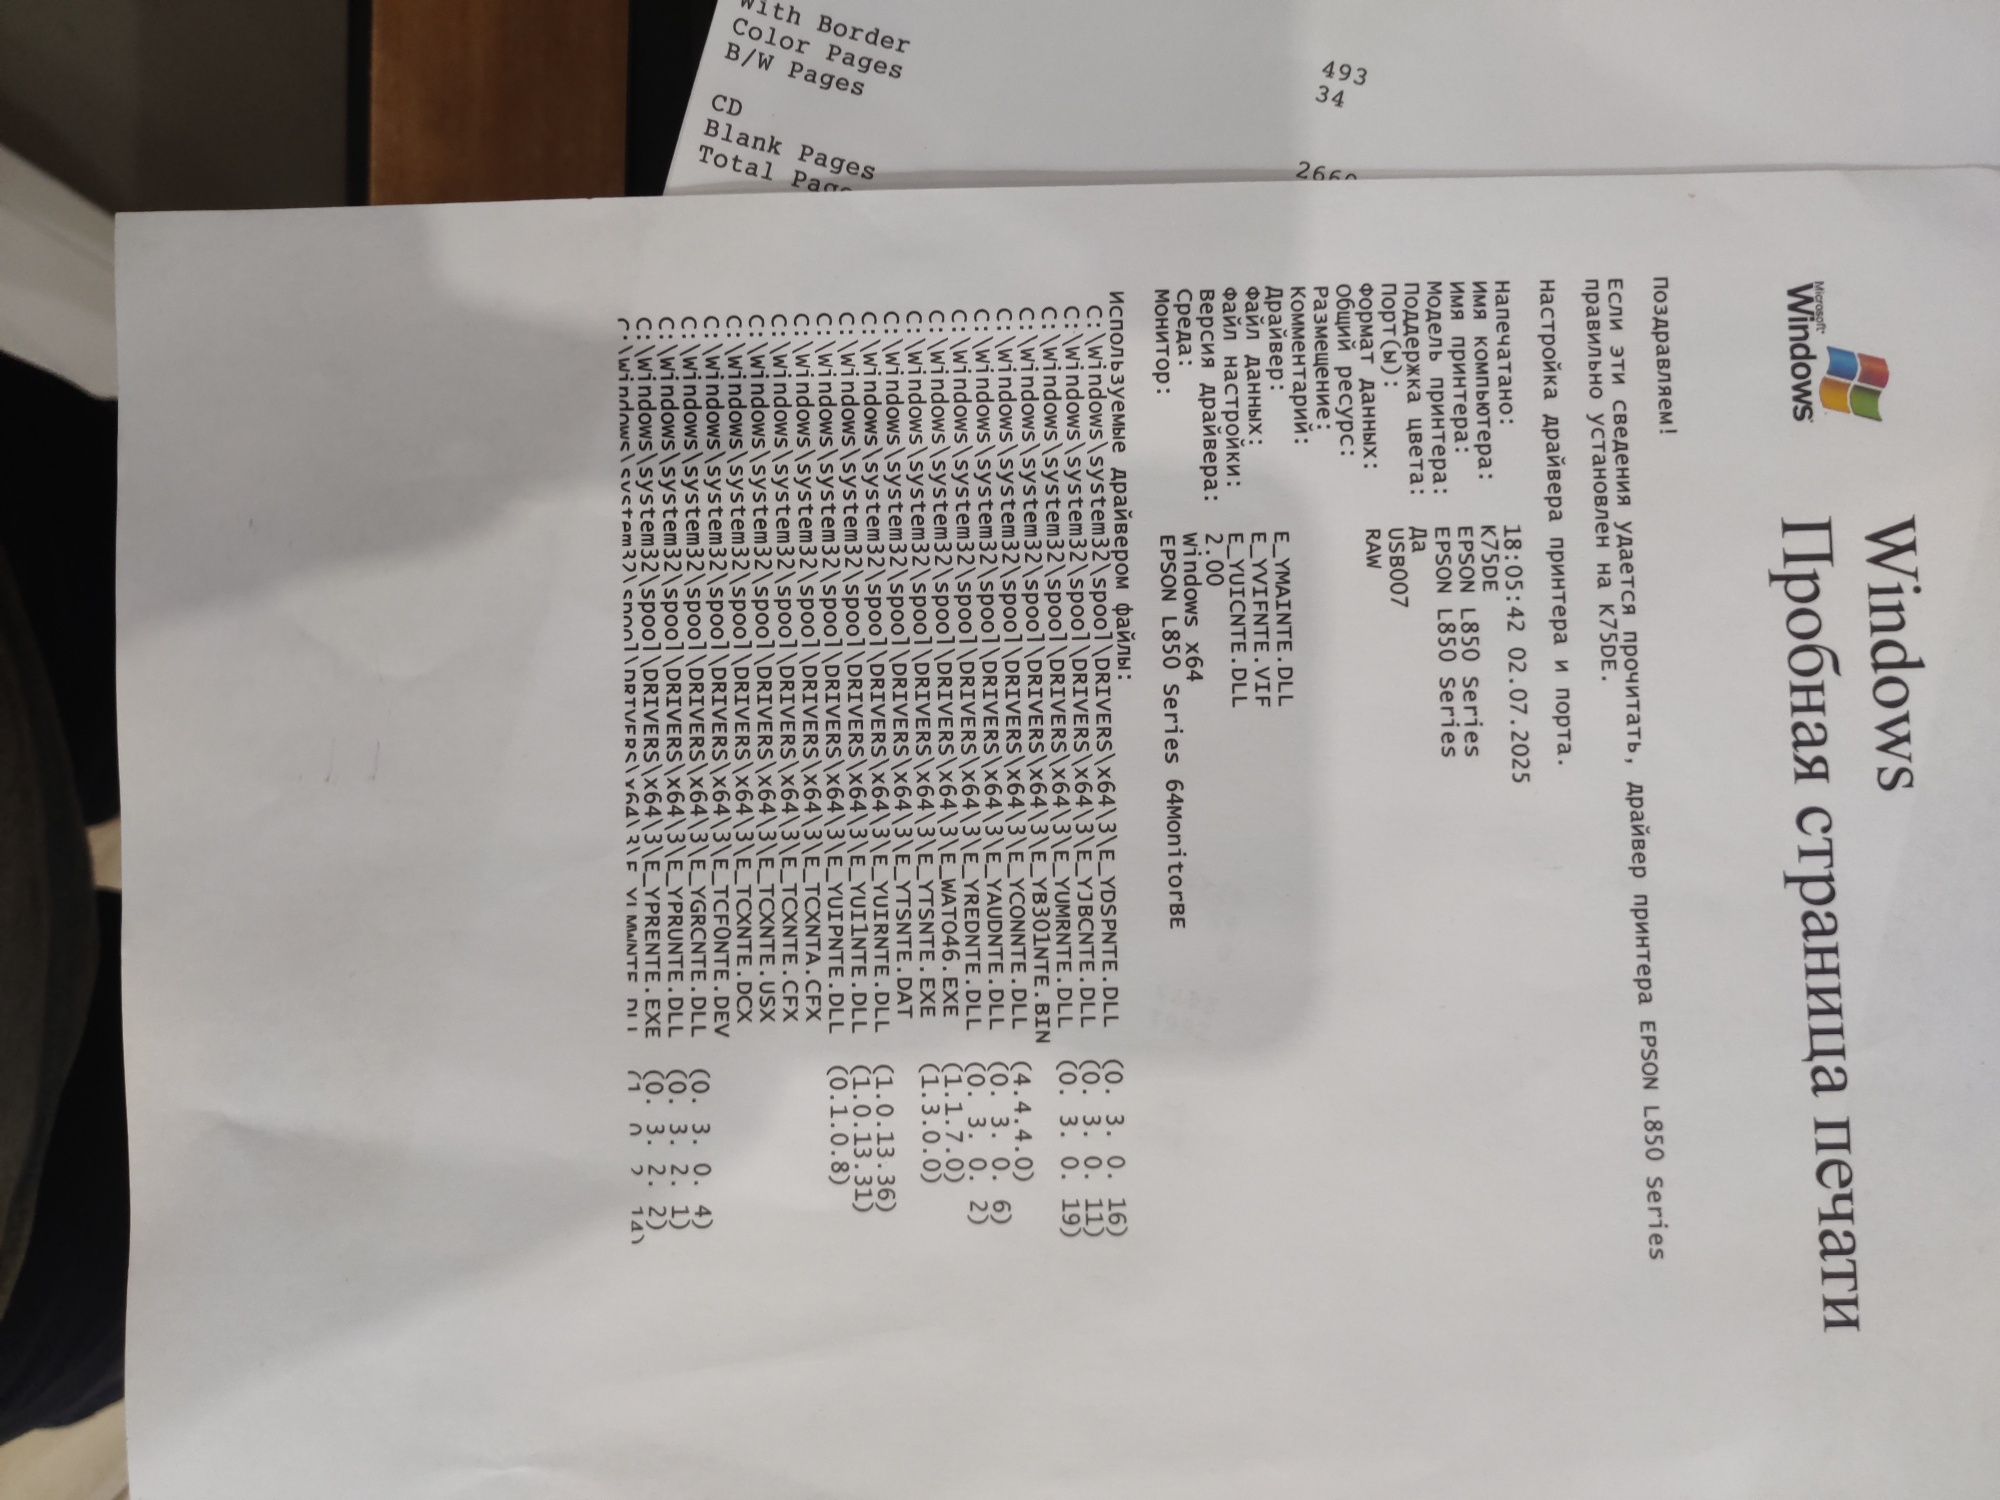 With Border
Color Pages 493
B/W Pages 34
CD
Blank Pages
Total
Microsoft
Windows
Windows
Пробная страница печати
Поздравляем!
Если эти сведения удается прочитать, драйвер принтера EPSON L850 Series
правильно установлен на K75DE.
Настройка драйвера принтера и порта.
Напечатано: 18:05:42 02.07.2025
Имя компьютера: K75DE
Имя принтера: EPSON L850 Series
Модель принтера: EPSON L850 Series
Поддержка цвета: Да
Порт(ы): USB007
Формат данных: RAW
Общий ресурс:
Размещение:
Комментарий:
Драйвер: E_YMAINTE.DLL
Файл данных: E_YVIFNTE.VIF
Файл настройки: E_YUICNTE.DLL
Версия драйвера: 2.00
Среда: Windows x64
Монитор: EPSON L850 Series 64MonitorBE
Используемые драйвером файлы:
C:\Windows\system32\spool\DRIVERS\x64\3\E_YDSPNTE.DLL (0. 3. 0. 16)
C:\Windows\system32\spool\DRIVERS\x64\3\E_YJBCNTE.DLL (0. 3. 0. 11)
C:\Windows\system32\spool\DRIVERS\x64\3\E_YUMRNTE.DLL (0. 3. 0. 19)
C:\Windows\system32\spool\DRIVERS\x64\3\E_YB3O1NTE.BIN
C:\Windows\system32\spool\DRIVERS\x64\3\E_YCONNTE.DLL (4.4.4.0)
C:\Windows\system32\spool\DRIVERS\x64\3\E_YAUDNTE.DLL (0. 3. 0. 6)
C:\Windows\system32\spool\DRIVERS\x64\3\E_YREDNTE.DLL (0. 3. 0. 2)
C:\Windows\system32\spool\DRIVERS\x64\3\E_WATO46.EXE (1.1.7.0)
C:\Windows\system32\spool\DRIVERS\x64\3\E_YTSNTE.EXE (1.3.0.0)
C:\Windows\system32\spool\DRIVERS\x64\3\E_YTSNTE.DAT
C:\Windows\system32\spool\DRIVERS\x64\3\E_YUIRNTE.DLL (1.0.13.36)
C:\Windows\system32\spool\DRIVERS\x64\3\E_YUI1NTE.DLL (1.0.13.31)
C:\Windows\system32\spool\DRIVERS\x64\3\E_YUIPNTE.DLL (0.1.0.8)
C:\Windows\system32\spool\DRIVERS\x64\3\E_TCXNTA.CFX
C:\Windows\system32\spool\DRIVERS\x64\3\E_TCXNTE.CFX
C:\Windows\system32\spool\DRIVERS\x64\3\E_TCXNTE.USX
C:\Windows\system32\spool\DRIVERS\x64\3\E_TCXNTE.DCX
C:\Windows\system32\spool\DRIVERS\x64\3\E_TCFONTE.DEV
C:\Windows\system32\spool\DRIVERS\x64\3\E_YGRCNTE.DLL (0. 3. 0. 4)
C:\Windows\system32\spool\DRIVERS\x64\3\E_YPRUNTE.DLL (0. 3. 2. 1)
C:\Windows\system32\spool\DRIVERS\x64\3\E_YPRENTE.EXE (0. 3. 2. 2)